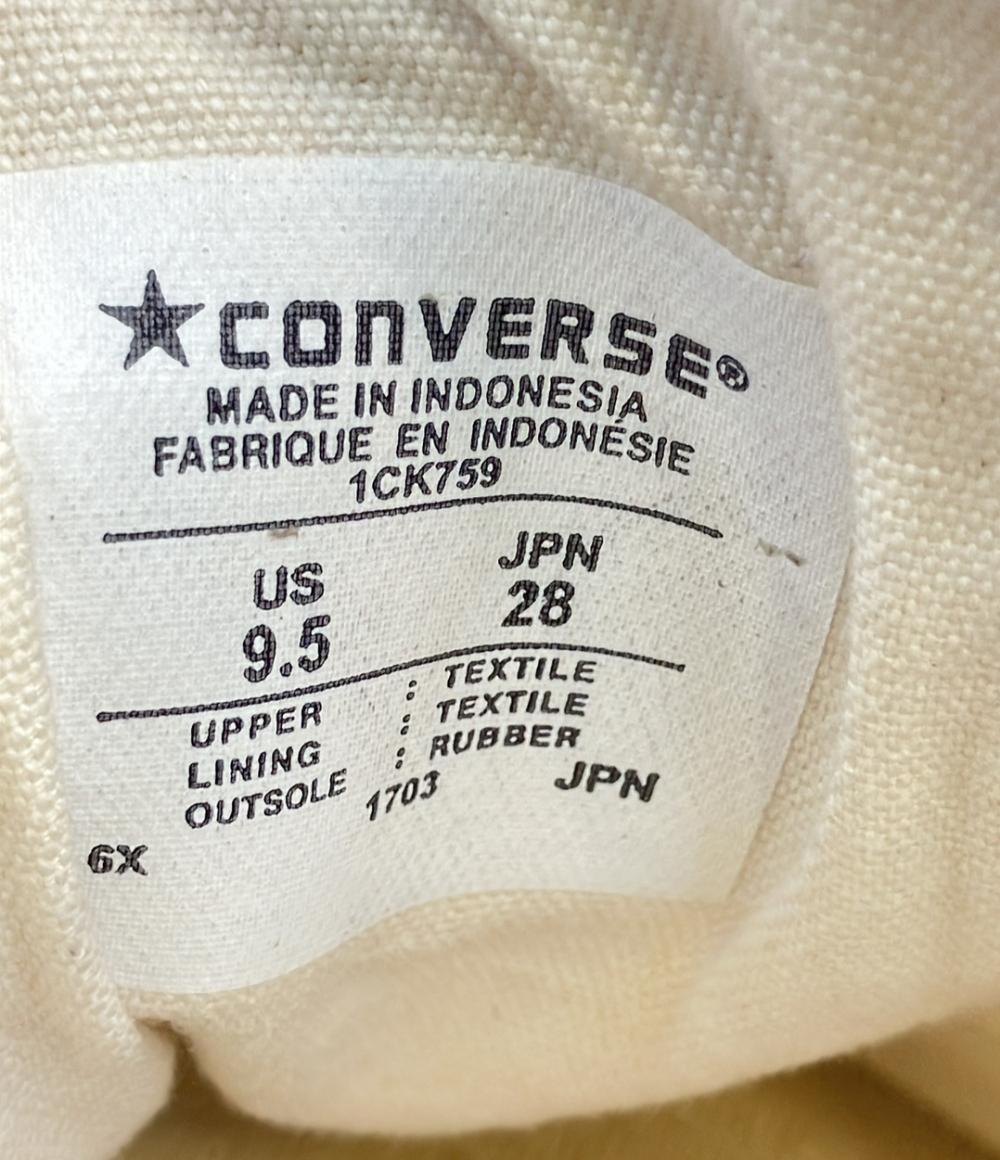 ★CONVERSE®
MADE IN INDONESIA
FABRIQUE EN INDONÉSIE
1CK759
US JPN
9.5 28
UPPER : TEXTILE
LINING : TEXTILE
OUTSOLE : RUBBER
1703 JPN
6X